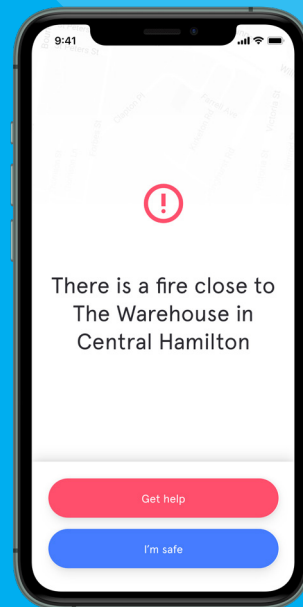 9:41
There is a fire close to
The Warehouse in
Central Hamilton
Get help
I'm safe